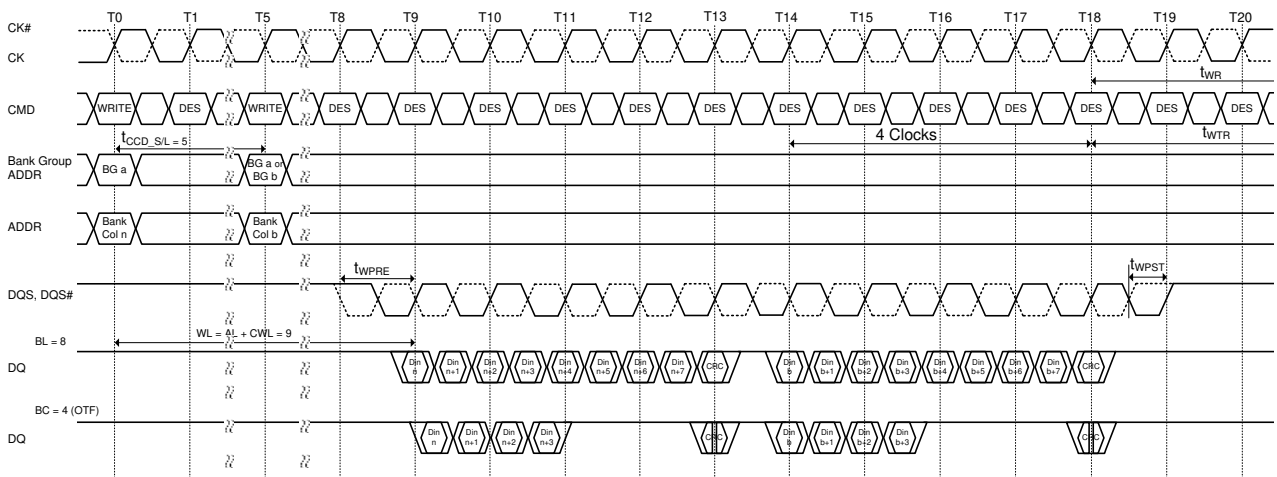 T0 T1 T5 T8 T9 T10 T11 T12 T13 T14 T15 T16 T17 T18 T19 T20
CK#
CK
tWR
CMD WRITE DES WRITE DES DES DES DES DES DES DES DES DES DES DES DES DES
tCCD_S/L = 5
4 Clocks
tWTR
Bank Group
ADDR
BG a
BG a or
BG b
ADDR
Bank
Col n
Bank
Col b
tWPRE
tWPST
DQS, DQS#
WL = AL + CWL = 9
BL = 8
DQ
Din
n
Din
n+1
Din
n+2
Din
n+3
Din
n+4
Din
n+5
Din
n+6
Din
n+7
CRC
Din
b
Din
b+1
Din
b+2
Din
b+3
Din
b+4
Din
b+5
Din
b+6
Din
b+7
CRC
BC = 4 (OTF)
DQ
Din
n
Din
n+1
Din
n+2
Din
n+3
CRC
Din
b
Din
b+1
Din
b+2
Din
b+3
CRC